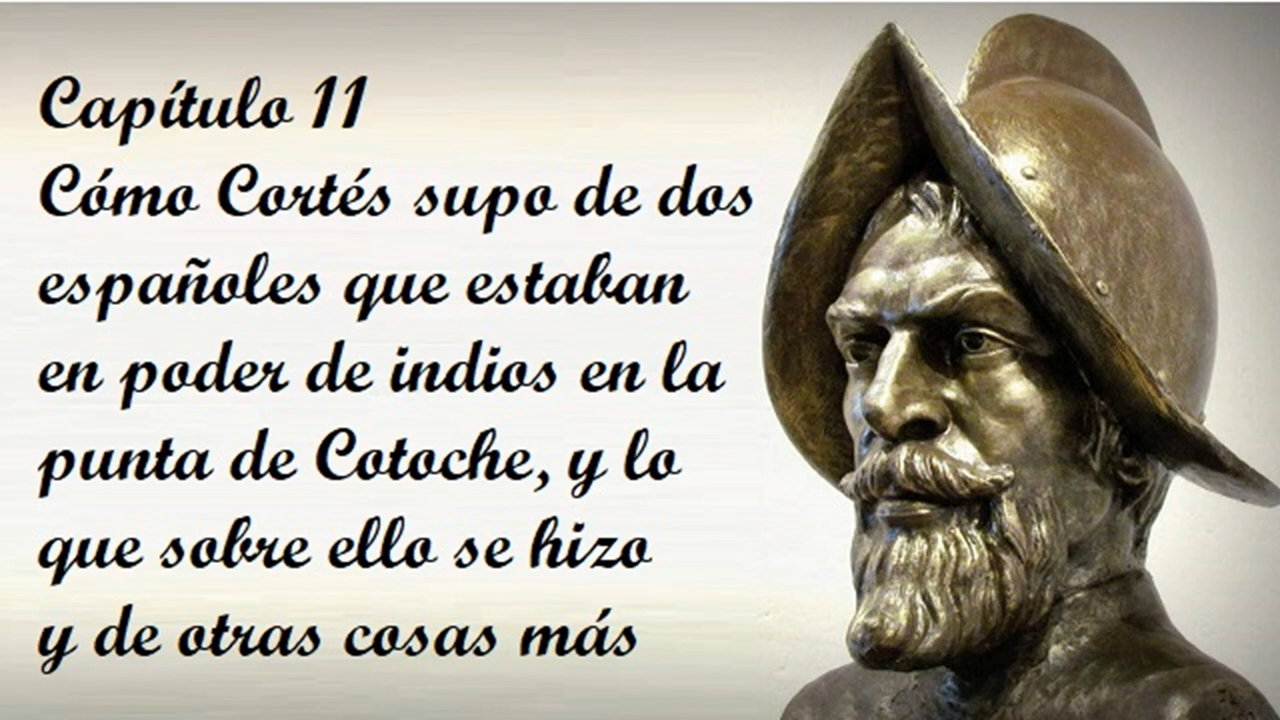 Capítulo 11
Cómo Cortés supo de dos
españoles que estaban
en poder de indios en la
punta de Cotoche, y lo
que sobre ello se hizo
y de otras cosas más